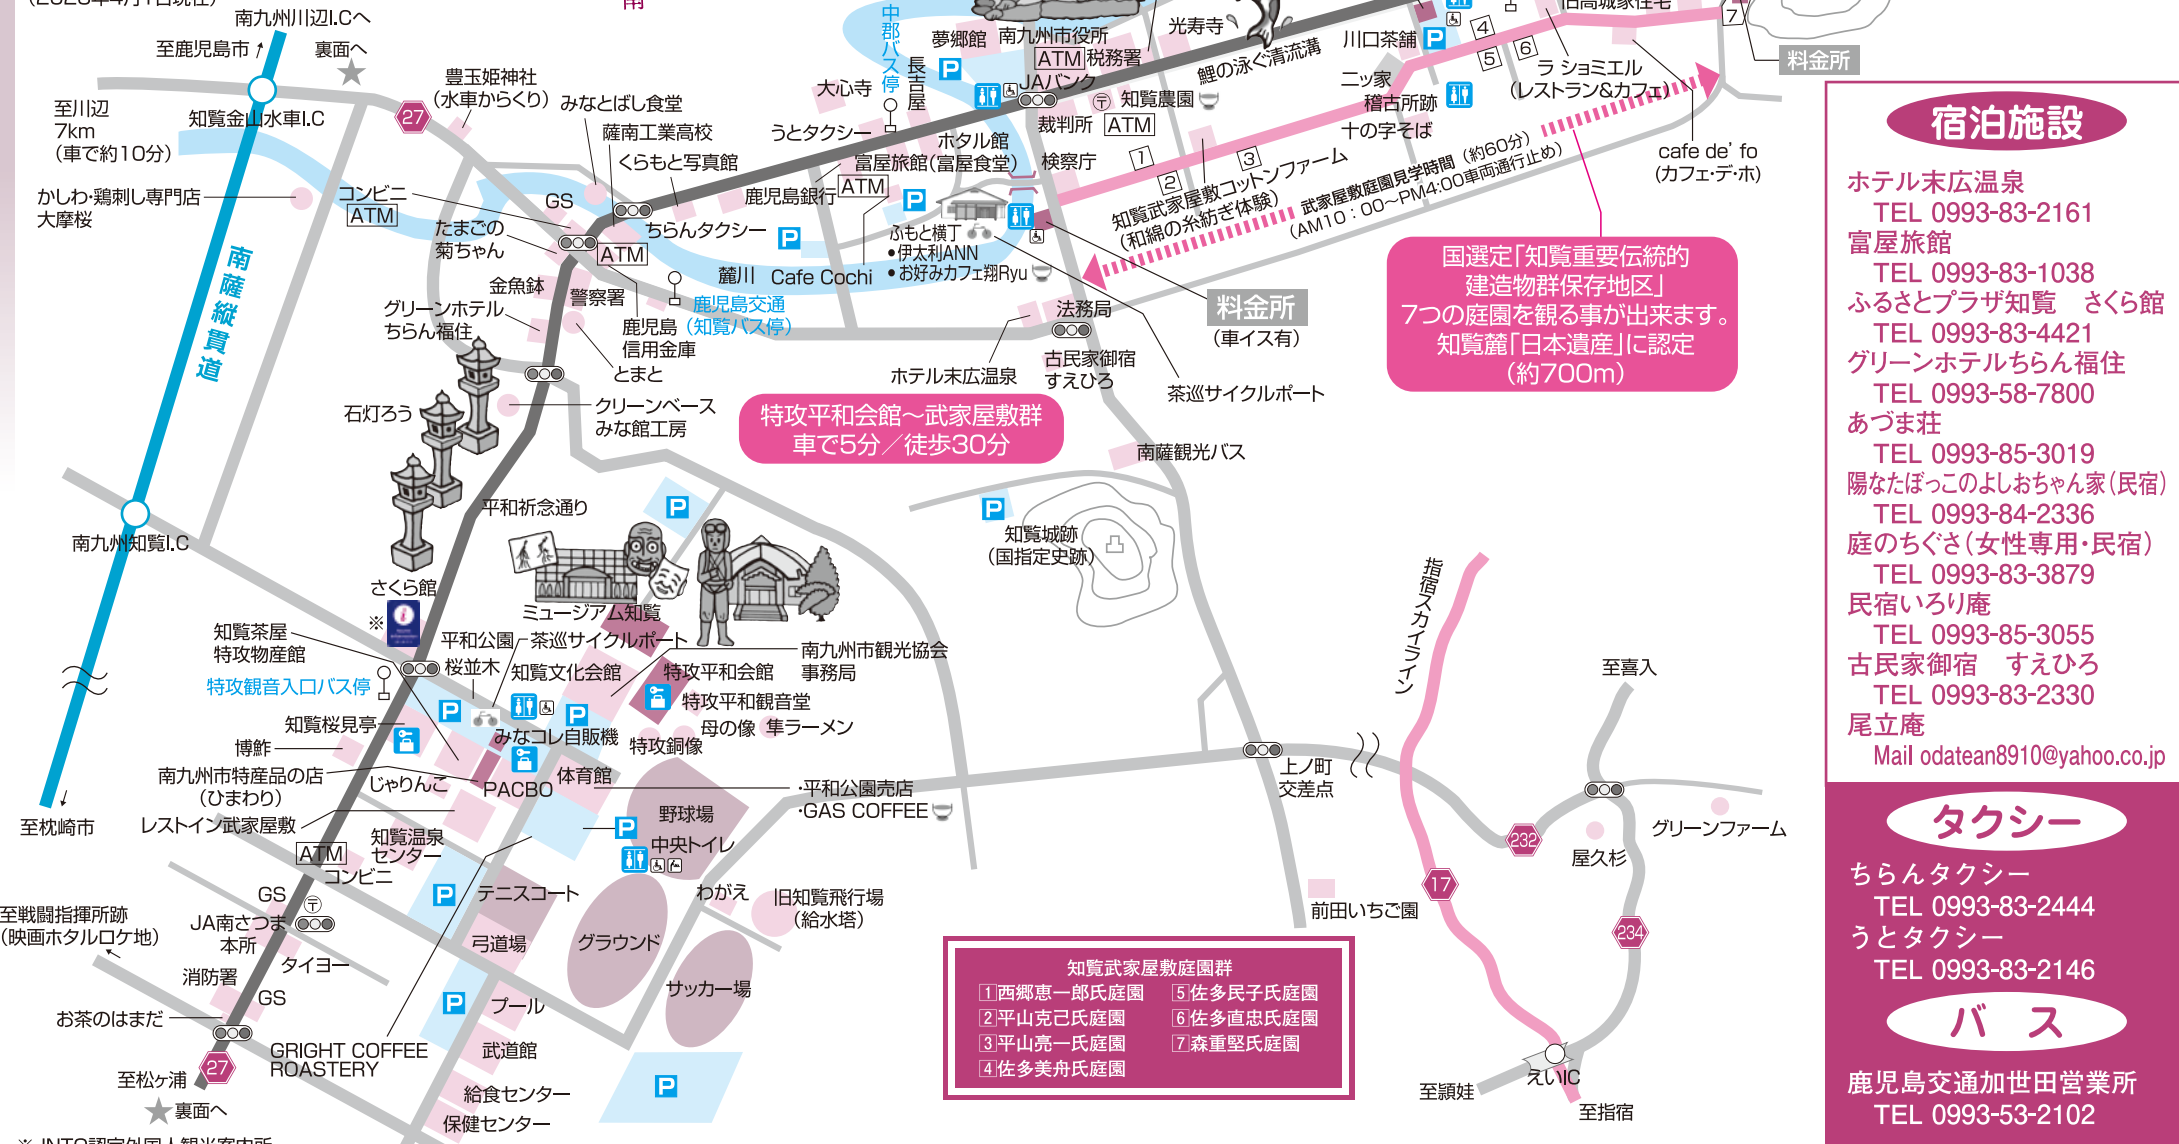 南九州川辺I.Cへ
至鹿児島市
裏面へ
至川辺
7km
(車で約10分)
知覧金山水車I.C
27
豊玉姫神社
(水車からくり)
みなとばし食堂
薩南工業高校
くらもと写真館
かしわ・鶏刺し専門店
大摩桜
コンビニ
ATM
GS
たまごの
菊ちゃん
ATM
ちらんタクシー
金魚鉢
警察署
グリーンホテル
ちらん福住
鹿児島
信用金庫
鹿児島交通
(知覧バス停)
とまと
南薩縦貫道
石灯ろう
クリーンベース
みな館工房
中郡バス停
夢郷館
長吉屋
大心寺
うとタクシー
南九州市役所
ATM
税務署
JAバンク
光寿寺
鯉の泳ぐ清流溝
〒 知覧農園
裁判所
ATM
ホタル館
富屋旅館(富屋食堂)
検察庁
鹿児島銀行
ATM
P
麓川
Cafe Cochi
ふもと横丁
•伊太利ANN
•お好みカフェ翔Ryu
川口茶舗 P
二ッ家
稽古所跡
十の字そば
1
2
3
4
5
6
7
ラ ショミエル
(レストラン&カフェ)
旧高城家住宅
料金所
cafe de' fo
(カフェ・デ・ホ)
知覧武家屋敷コットンファーム
(和綿の糸紡ぎ体験)
武家屋敷庭園見学時間(約60分)
(AM10:00~PM4:00車両通行止め)
料金所
(車イス有)
法務局
古民家御宿
すえひろ
ホテル末広温泉
茶巡サイクルポート
南薩観光バス
国選定「知覧重要伝統的
建造物群保存地区」
7つの庭園を観る事が出来ます。
知覧麓「日本遺産」に認定
(約700m)
特攻平和会館~武家屋敷群
車で5分/徒歩30分
南九州知覧I.C
平和祈念通り
P
P
知覧城跡
(国指定史跡)
さくら館
※
ミュージアム知覧
知覧茶屋
特攻物産館
平和公園
茶巡サイクルポート
南九州市観光協会
事務局
特攻観音入口バス停
桜並木
知覧文化会館
特攻平和会館
特攻平和観音堂
知覧桜見亭
P
P
母の像
隼ラーメン
みなコレ自販機
特攻銅像
博鮓
南九州市特産品の店
(ひまわり)
じゃりんこ
PACBO
体育館
・平和公園売店
・GAS COFFEE
レストイン武家屋敷
知覧温泉
センター
P
野球場
中央トイレ
ATM
コンビニ
至枕崎市
GS
P
テニスコート
わがえ
旧知覧飛行場
(給水塔)
至戦闘指揮所跡
(映画ホタルロケ地)
JA南さつま
本所
〒
弓道場
グラウンド
タイヨー
消防署
GS
サッカー場
P
プール
お茶のはまだ
GRIGHT COFFEE
ROASTERY
武道館
27
至松ヶ浦
裏面へ
給食センター
保健センター
P
※JNTO認定外国人観光案内所
知覧武家屋敷庭園群
1西郷恵一郎氏庭園
2平山克己氏庭園
3平山亮一氏庭園
4佐多美舟氏庭園
5佐多民子氏庭園
6佐多直忠氏庭園
7森重堅氏庭園
指宿スカイライン
至喜入
上ノ町
交差点
232
屋久杉
グリーンファーム
17
前田いちご園
234
えいIC
至頴娃
至指宿
宿泊施設
ホテル末広温泉
TEL 0993-83-2161
富屋旅館
TEL 0993-83-1038
ふるさとプラザ知覧 さくら館
TEL 0993-83-4421
グリーンホテルちらん福住
TEL 0993-58-7800
あづま荘
TEL 0993-85-3019
陽なたぼっこのよしおちゃん家(民宿)
TEL 0993-84-2336
庭のちぐさ(女性専用・民宿)
TEL 0993-83-3879
民宿いろり庵
TEL 0993-85-3055
古民家御宿 すえひろ
TEL 0993-83-2330
尾立庵
Mail odatean8910@yahoo.co.jp
タクシー
ちらんタクシー
TEL 0993-83-2444
うとタクシー
TEL 0993-83-2146
バス
鹿児島交通加世田営業所
TEL 0993-53-2102